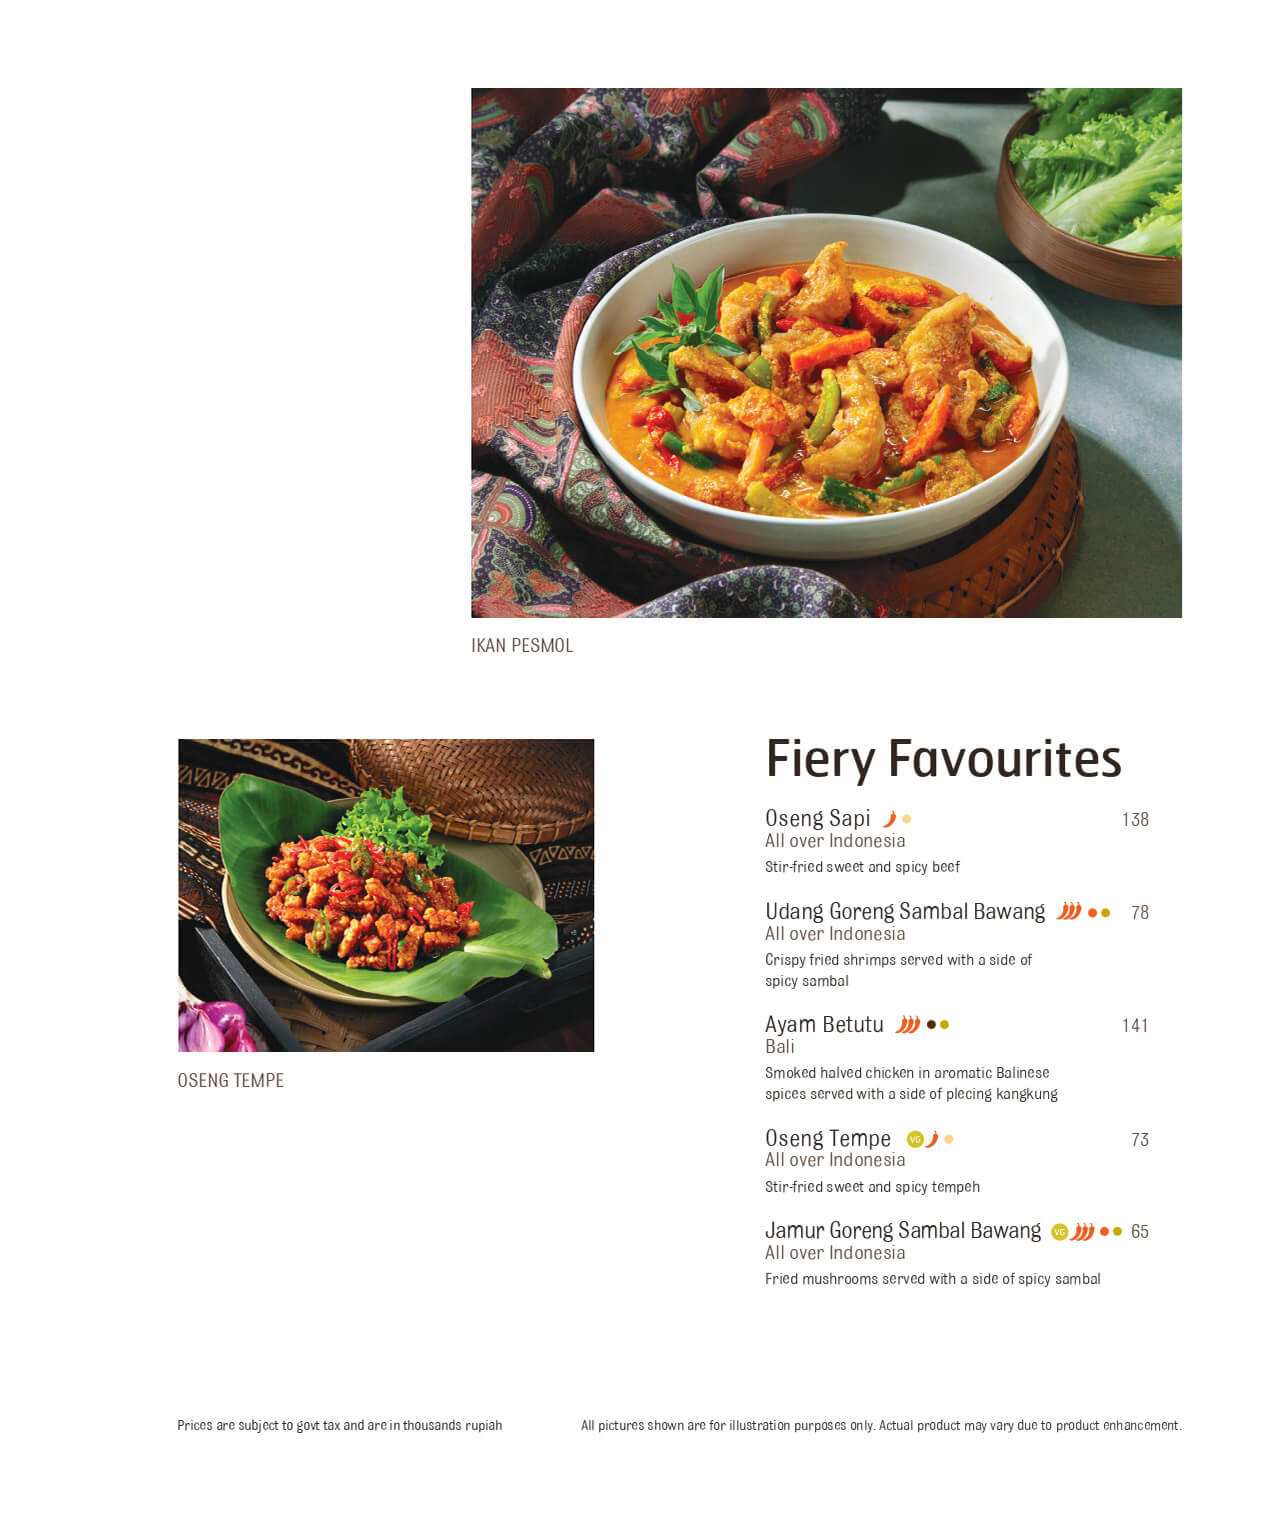 IKAN PESMOL
OSENG TEMPE
Fiery Favourites
Oseng Sapi 138
All over Indonesia
Stir-fried sweet and spicy beef
Udang Goreng Sambal Bawang 78
All over Indonesia
Crispy fried shrimps served with a side of
spicy sambal
Ayam Betutu 141
Bali
Smoked halved chicken in aromatic Balinese
spices served with a side of plecing kangkung
Oseng Tempe VG 73
All over Indonesia
Stir-fried sweet and spicy tempeh
Jamur Goreng Sambal Bawang VG 65
All over Indonesia
Fried mushrooms served with a side of spicy sambal
Prices are subject to govt tax and are in thousands rupiah
All pictures shown are for illustration purposes only. Actual product may vary due to product enhancement.